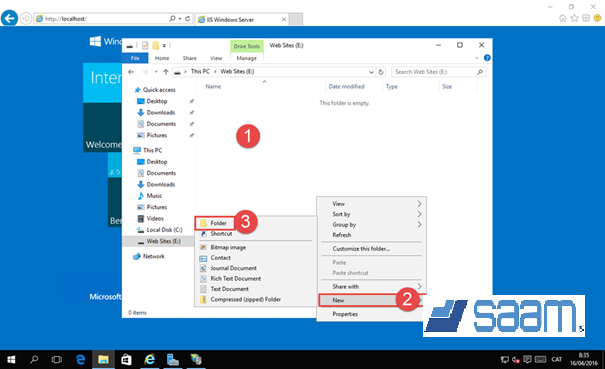 http://localhost/
IIS Windows Server
Wind
Inter
Welcome
よう
Be
Microsoft
Drive Tools
Web Sites (E:)
File
Home
Share
View
Manage
This PC > Web Sites (E:)
Search Web Sites (E:)
Name
Date modified
Type
Size
This folder is empty.
Quick access
Desktop
Downloads
Documents
Pictures
This PC
Desktop
Documents
Downloads
Music
Pictures
Videos
Local Disk (C:)
Web Sites (E:)
Network
0 items
1
View
Sort by
Group by
Refresh
Customize this folder...
Paste
Paste shortcut
Share with
New
2
Properties
Folder
3
Shortcut
Bitmap image
Contact
Journal Document
Rich Text Document
Text Document
Compressed (zipped) Folder
saam
CAT
8:35
16/04/2016